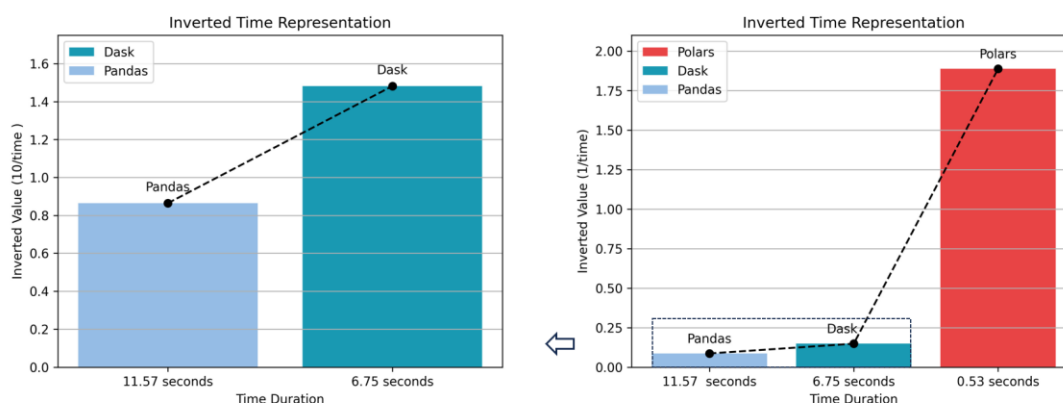 Inverted Time Representation
Dask
Pandas
Inverted Value (10/time )
1.6
1.4
1.2
1.0
0.8
0.6
0.4
0.2
0.0
Pandas
Dask
11.57 seconds
6.75 seconds
Time Duration
Inverted Time Representation
Polars
Dask
Pandas
Inverted Value (1/time)
2.00
1.75
1.50
1.25
1.00
0.75
0.50
0.25
0.00
Pandas
Dask
Polars
11.57  seconds
6.75 seconds
0.53 seconds
Time Duration